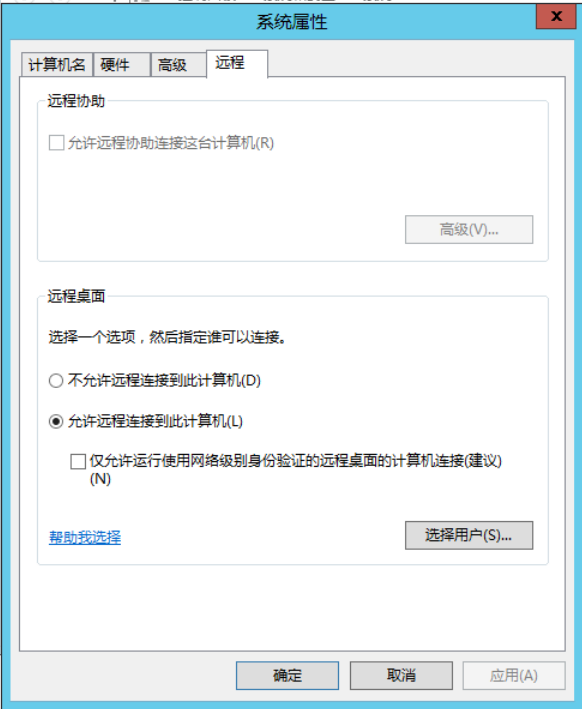 系统属性
x
计算机名 硬件 高级 远程
远程协助
允许远程协助连接这台计算机(R)
高级(V)...
远程桌面
选择一个选项，然后指定谁可以连接。
不允许远程连接到此计算机(D)
允许远程连接到此计算机(L)
仅允许运行使用网络级别身份验证的远程桌面的计算机连接(建议)
(N)
帮助我选择 选择用户(S)...
确定 取消 应用(A)